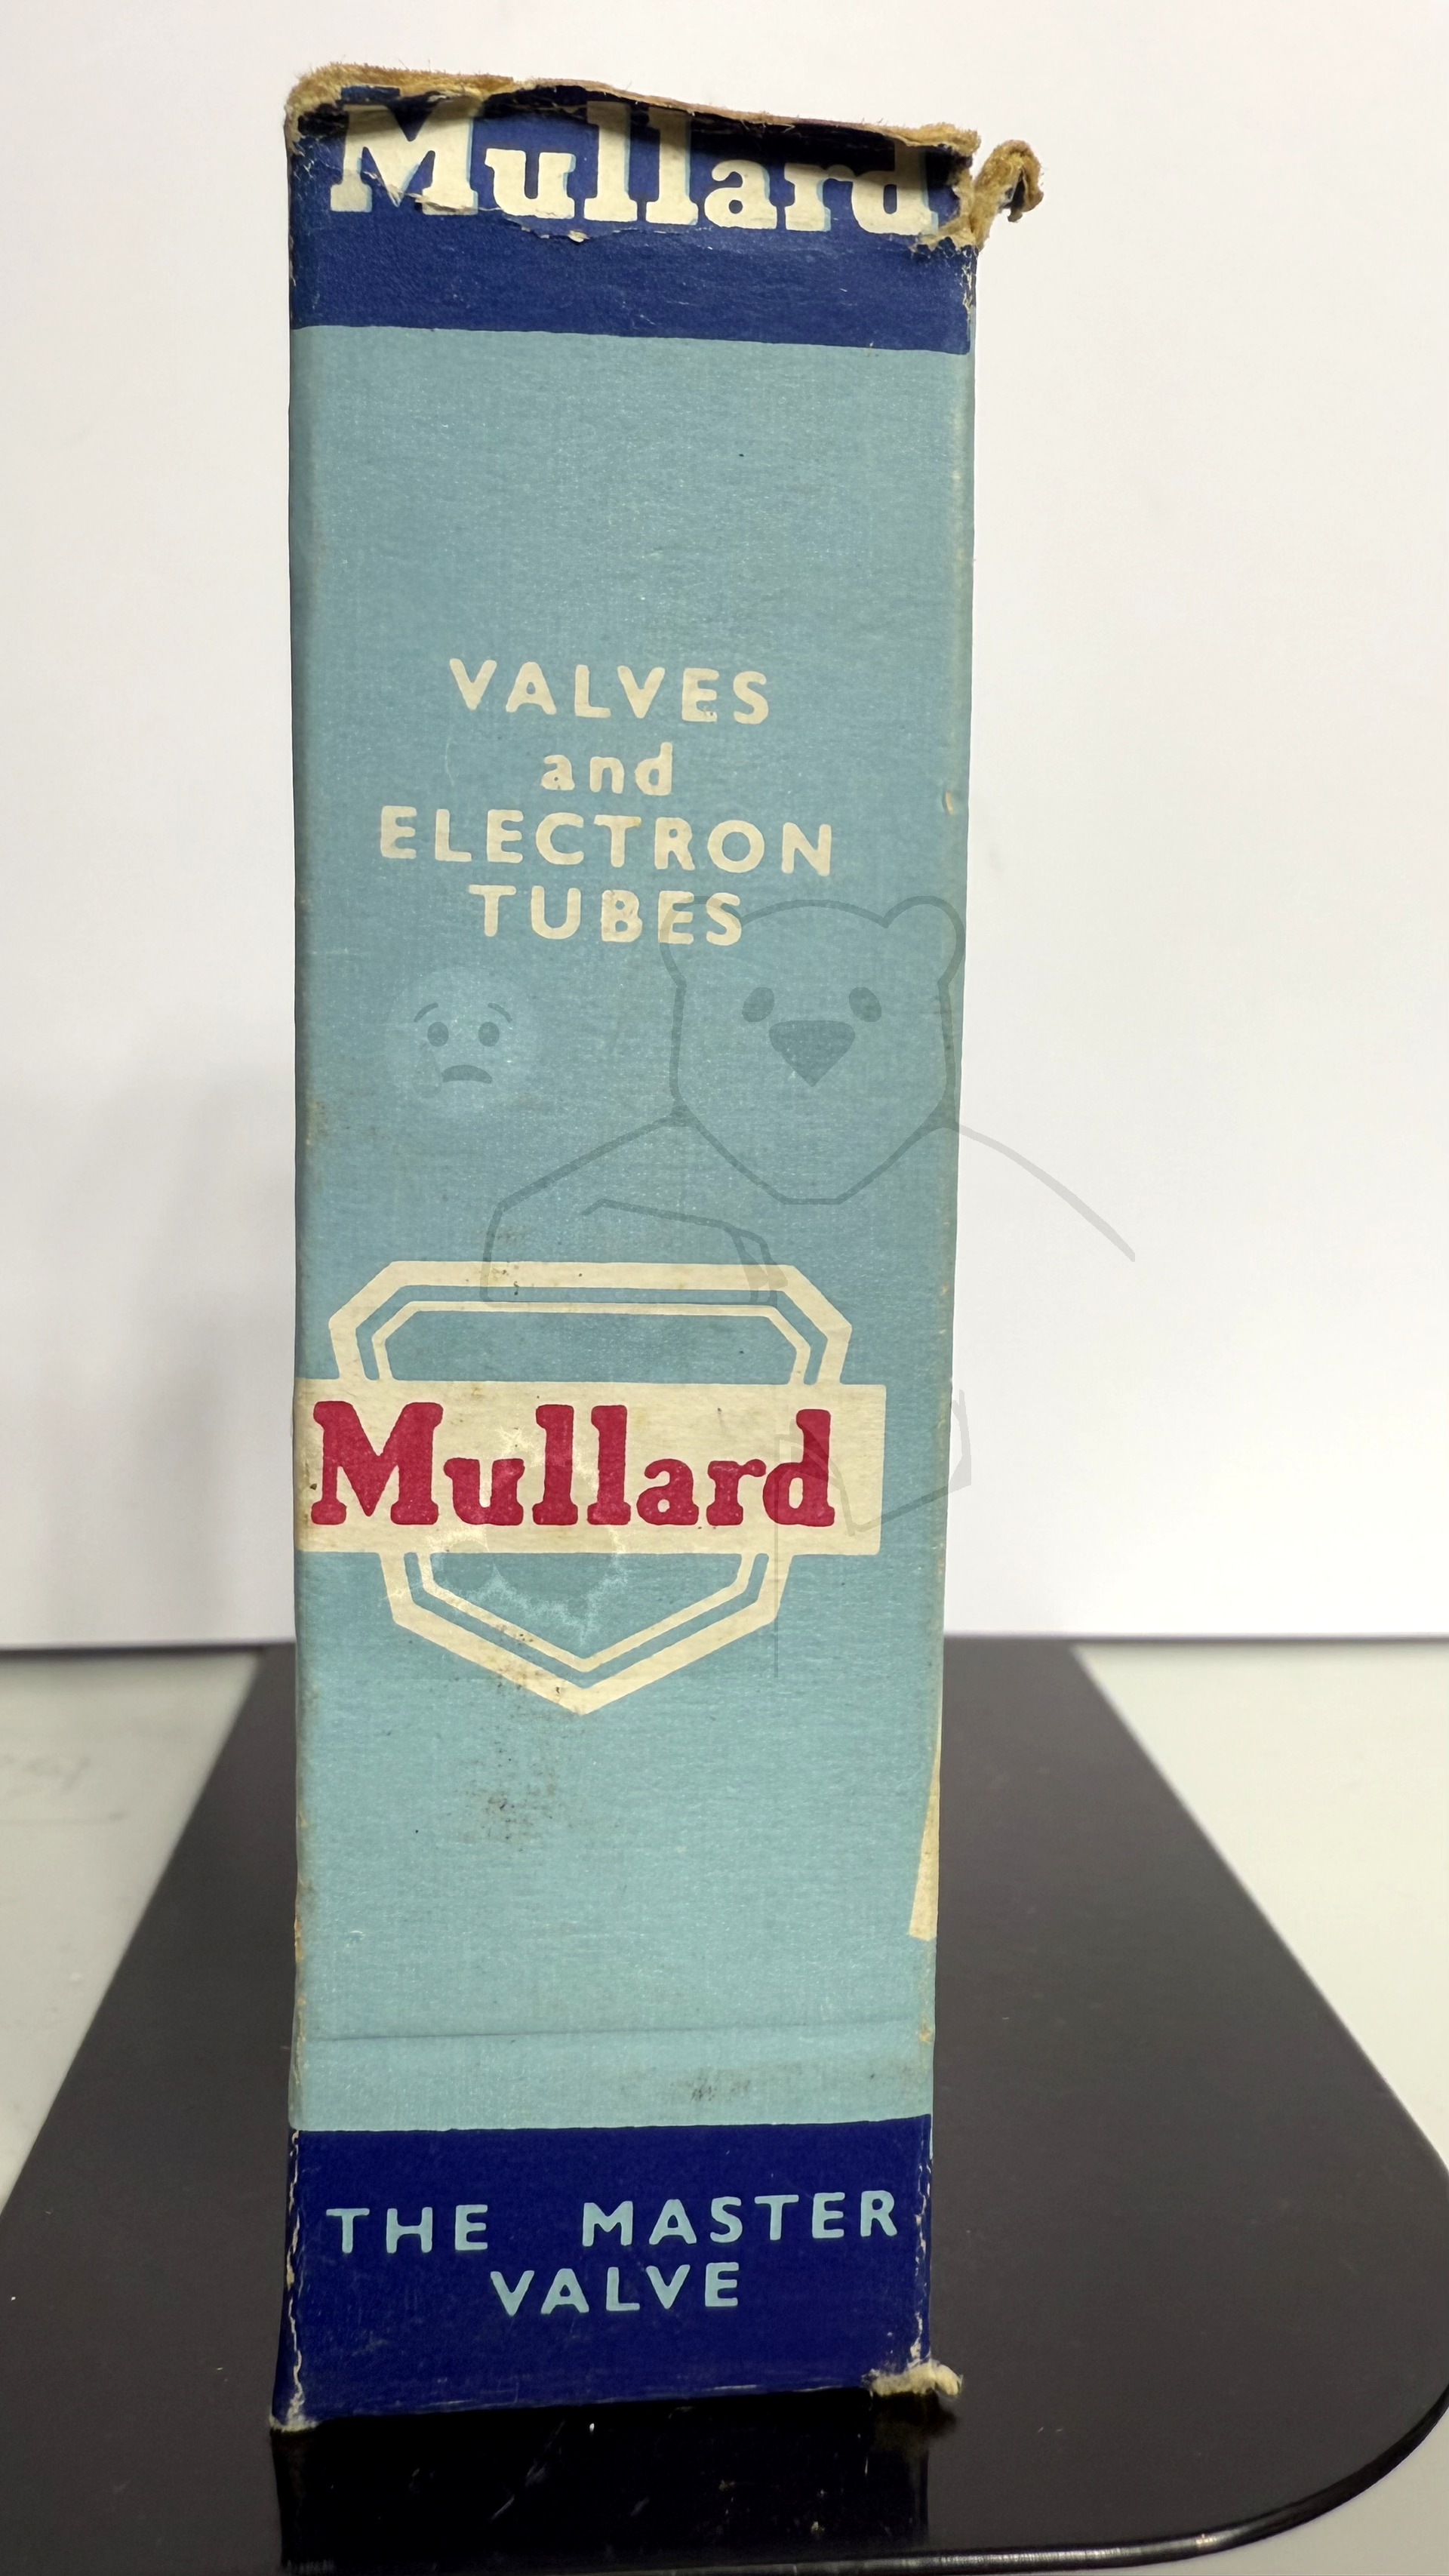 Mullard
VALVES
and
ELECTRON
TUBES
Mullard
THE MASTER
VALVE